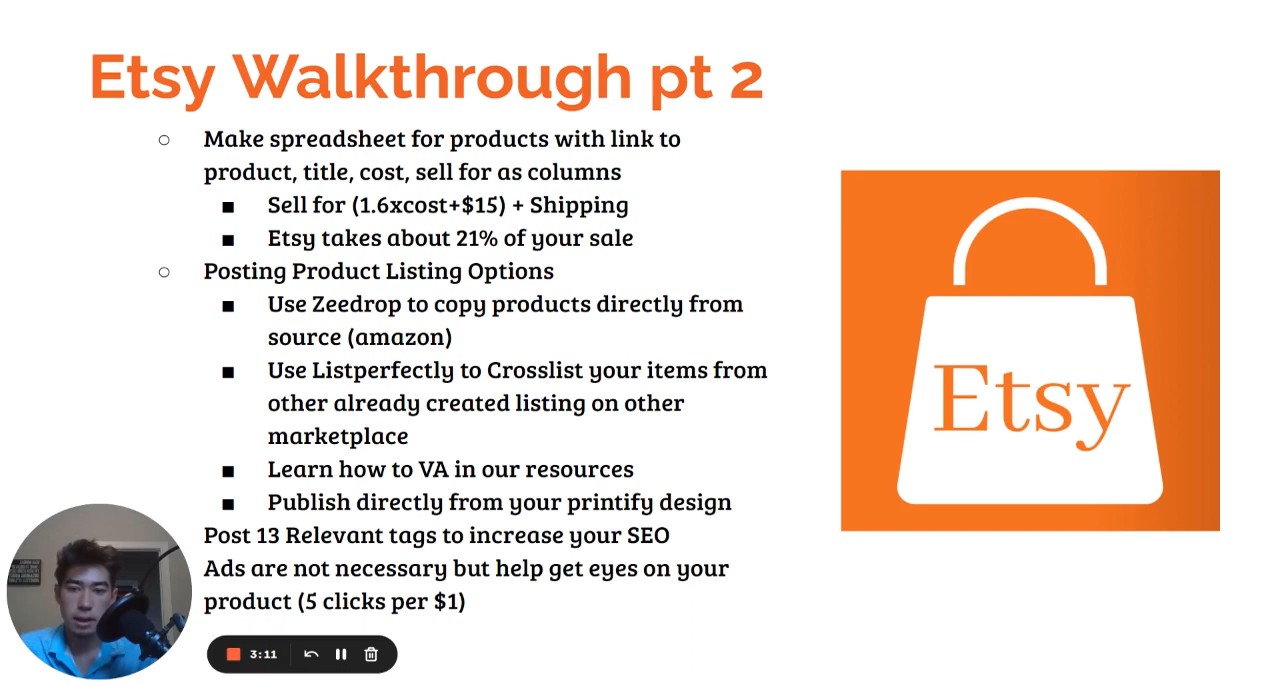 Etsy Walkthrough pt 2
○ Make spreadsheet for products with link to
product, title, cost, sell for as columns
■ Sell for (1.6xcost+$15) + Shipping
■ Etsy takes about 21% of your sale
○ Posting Product Listing Options
■ Use Zeedrop to copy products directly from
source (amazon)
■ Use Listperfectly to Crosslist your items from
other already created listing on other
marketplace
■ Learn how to VA in our resources
■ Publish directly from your printify design
Post 13 Relevant tags to increase your SEO
Ads are not necessary but help get eyes on your
product (5 clicks per $1)
Etsy
3:11